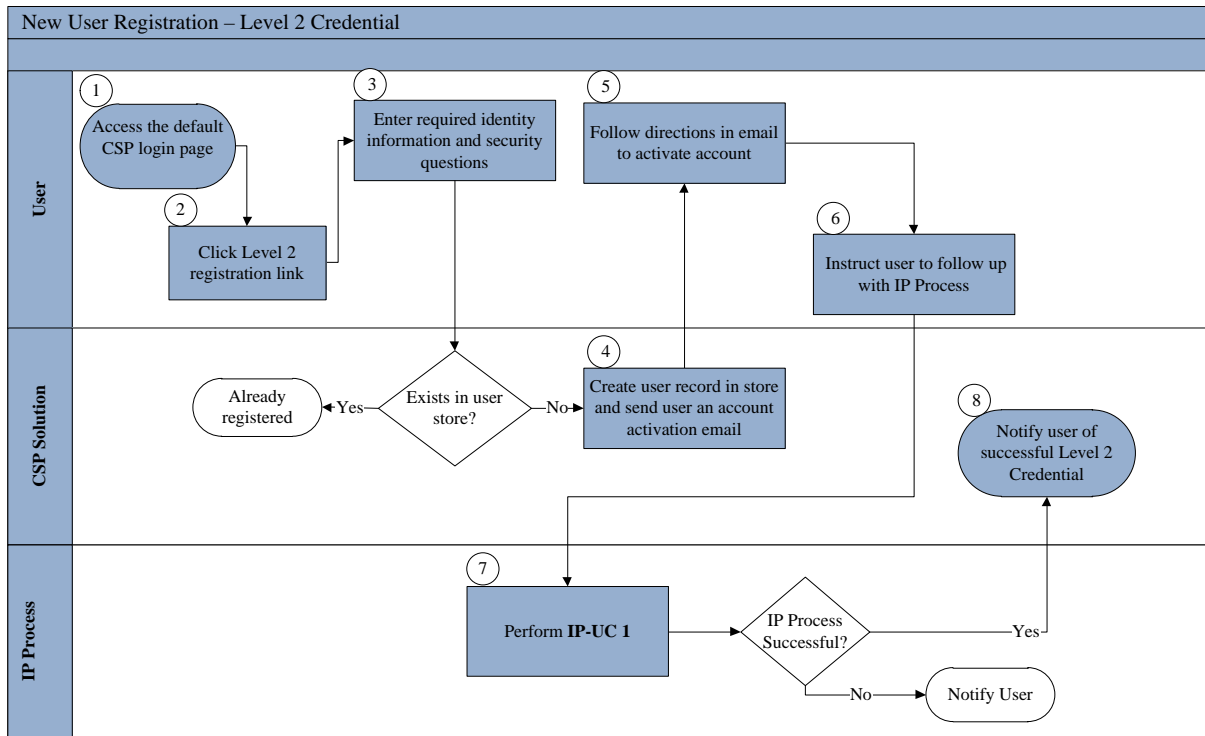 New User Registration – Level 2 Credential
User
1
Access the default
CSP login page
2
Click Level 2
registration link
3
Enter required identity
information and security
questions
5
Follow directions in email
to activate account
6
Instruct user to follow up
with IP Process
CSP Solution
Already
registered
Yes
Exists in user
store?
No
4
Create user record in store
and send user an account
activation email
8
Notify user of
successful Level 2
Credential
IP Process
7
Perform IP-UC 1
IP Process
Successful?
Yes
No
Notify User